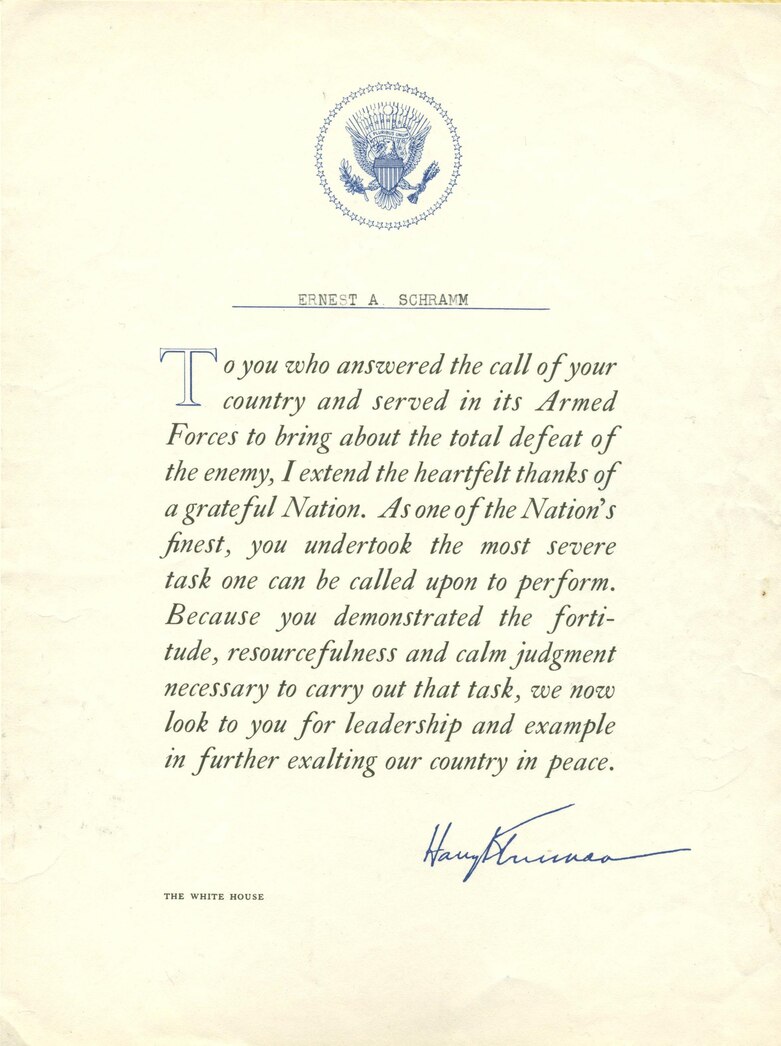 E PLURIBUS UNUM
ERNEST A. SCHRAMM
To you who answered the call of your
country and served in its Armed
Forces to bring about the total defeat of
the enemy, I extend the heartfelt thanks of
a grateful Nation. As one of the Nation's
finest, you undertook the most severe
task one can be called upon to perform.
Because you demonstrated the forti-
tude, resourcefulness and calm judgment
necessary to carry out that task, we now
look to you for leadership and example
in further exalting our country in peace.
Harry Truman
THE WHITE HOUSE